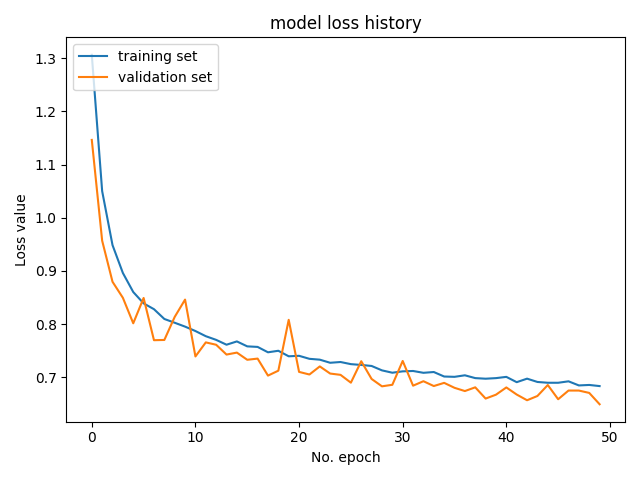 model loss history
training set
validation set
Loss value
1.3
1.2
1.1
1.0
0.9
0.8
0.7
0
10
20
30
40
50
No. epoch